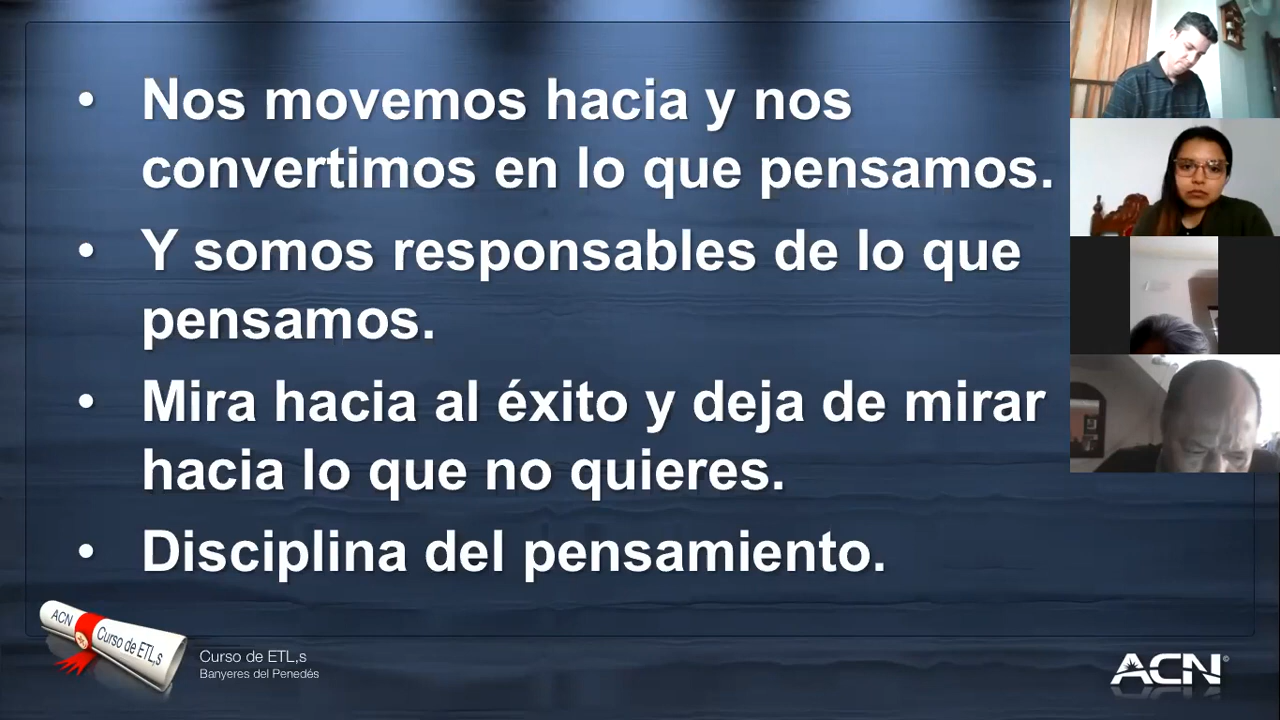 • Nos movemos hacia y nos
convertimos en lo que pensamos.
• Y somos responsables de lo que
pensamos.
• Mira hacia al éxito y deja de mirar
hacia lo que no quieres.
• Disciplina del pensamiento.
ACN
Curso de ETL,s
Curso de ETL,s
Banyeres del Penedás
ACN